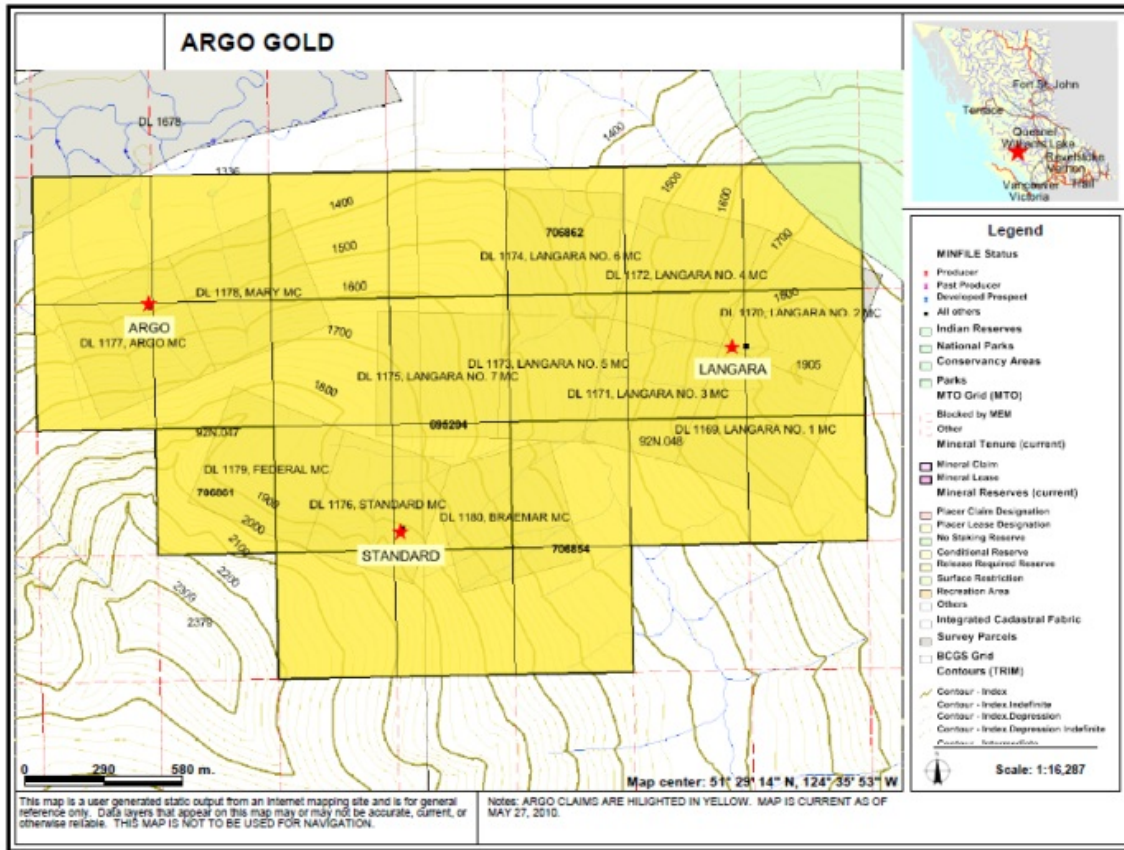 ARGO GOLD
DL 1678
1336
1400
1400
1500
1600
1500
1600
1700
706862
DL 1174, LANGARA NO. 6 MC
DL 1172, LANGARA NO. 4 MC
DL 1178, MARY MC
1600
1800
DL 1170, LANGARA NO. 2 MC
ARGO
DL 1177, ARGO MC
1700
DL 1173, LANGARA NO. 5 MC
DL 1175, LANGARA NO. 7 MC
LANGARA
1905
1800
DL 1171, LANGARA NO. 3 MC
92N.047
695204
92N.048
DL 1169, LANGARA NO. 1 MC
DL 1179, FEDERAL MC
1900
DL 1176, STANDARD MC
DL 1180, BRAEMAR MC
2000
2100
STANDARD
706854
2200
2300
2379
0 290 580 m.
Map center: 51° 29' 14" N, 124° 35' 53" W
This map is a user generated static output from an Internet mapping site and is for general
reference only. Data layers that appear on this map may or may not be accurate, current, or
otherwise reliable. THIS MAP IS NOT TO BE USED FOR NAVIGATION.
Notes: ARGO CLAIMS ARE HILIGHTED IN YELLOW. MAP IS CURRENT AS OF
MAY 27, 2010.
Fort St. John
Terrace
Quesnel
Williams Lake
Revelstoke
Vernon
Trail
Vancouver
Victoria
Legend
MINFILE Status
Producer
Past Producer
Developed Prospect
All others
Indian Reserves
National Parks
Conservancy Areas
Parks
MTO Grid (MTO)
Blocked by MEM
Other
Mineral Tenure (current)
Mineral Claim
Mineral Lease
Mineral Reserves (current)
Placer Claim Designation
Placer Lease Designation
No Staking Reserve
Conditional Reserve
Release Required Reserve
Surface Restriction
Recreation Area
Others
Integrated Cadastral Fabric
Survey Parcels
BCGS Grid
Contours (TRIM)
Contour - Index
Contour - Index.Indefinite
Contour - Index.Depression
Contour - Index.Depression Indefinite
Contour - Intermediate
Scale: 1:16,287